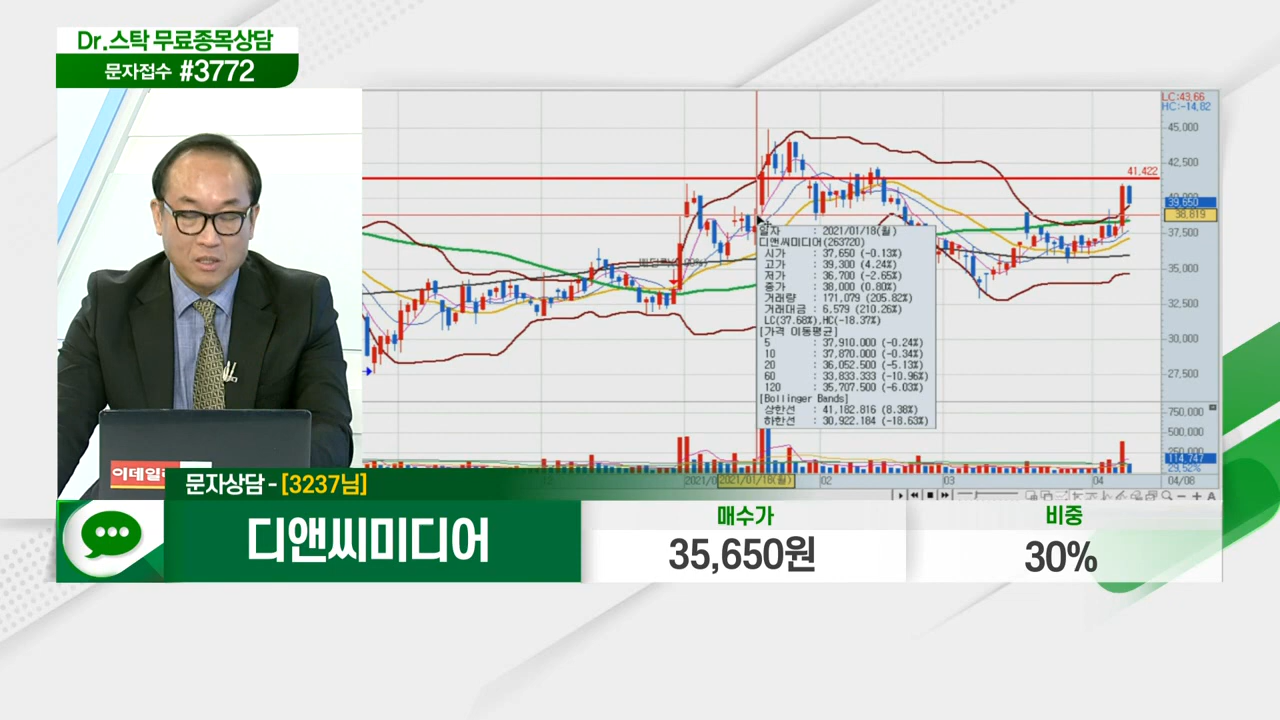 Dr.스탁 무료종목상담
문자접수 #3772
LC:43,66
HC:-14,82
45,000
42,500
41,422
39,650
38,819
37,500
35,000
32,500
30,000
27,500
750,000
500,000
114,747
29,52%
일자 : 2021/01/18(월)
디앤씨미디어(263720)
시가 : 37,650 (-0.13%)
고가 : 39,300 (4.24%)
저가 : 36,700 (-2.65%)
종가 : 38,000 (0.80%)
거래량 : 171,079 (205.82%)
거래대금 : 6,579 (210.26%)
LC(37.68%),HC(-18.37%)
[가격 이동평균]
5 : 37,910.000 (-0.24%)
10 : 37,870.000 (-0.34%)
20 : 36,052.500 (-5.13%)
60 : 33,833.333 (-10.96%)
120 : 35,707.500 (-6.03%)
[Bollinger Bands]
상한선 : 41,182.816 (8.38%)
하한선 : 30,922.184 (-18.63%)
12 2021/01/18(월) 02 03 04 04/08
이데일리
문자상담 - [3237님]
디앤씨미디어
매수가
35,650원
비중
30%